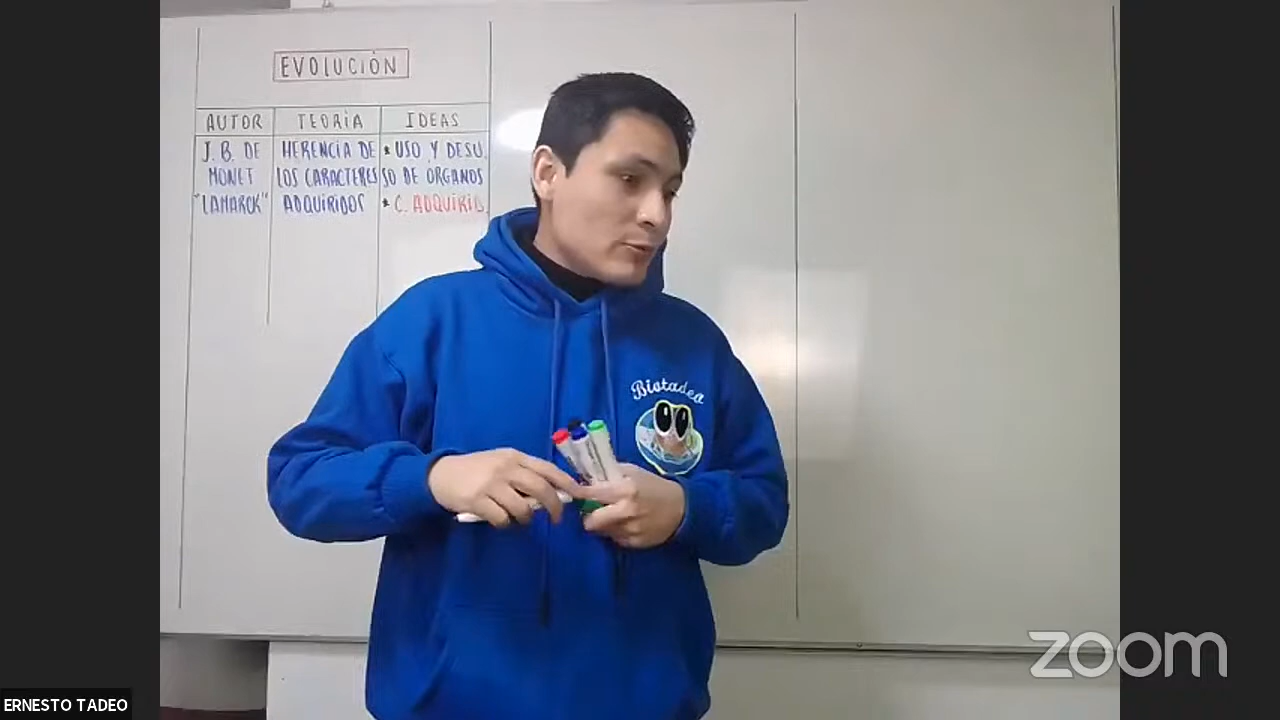 EVOLUCIÓN
AUTOR TEORÍA IDEAS
J. B. DE HERENCIA DE * USO Y DESU
MONET LOS CARACTERES SO DE ORGANOS
"LAMARCK" ADQUIRIDOS * C. ADQUIRID
Biotadeo
zoom
ERNESTO TADEO